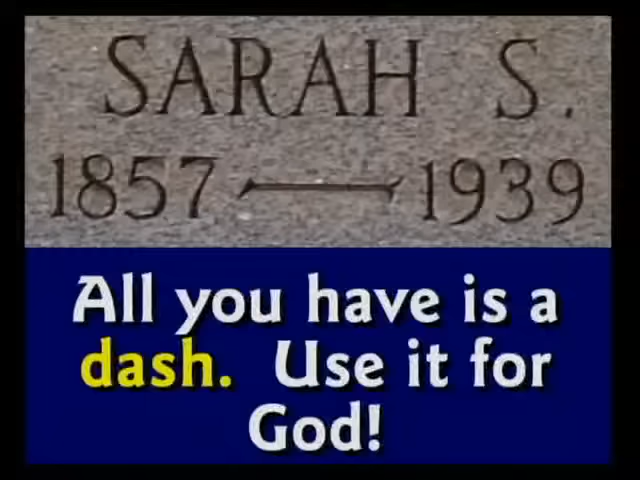 SARAH S.
1857 — 1939
All you have is a
dash. Use it for
God!